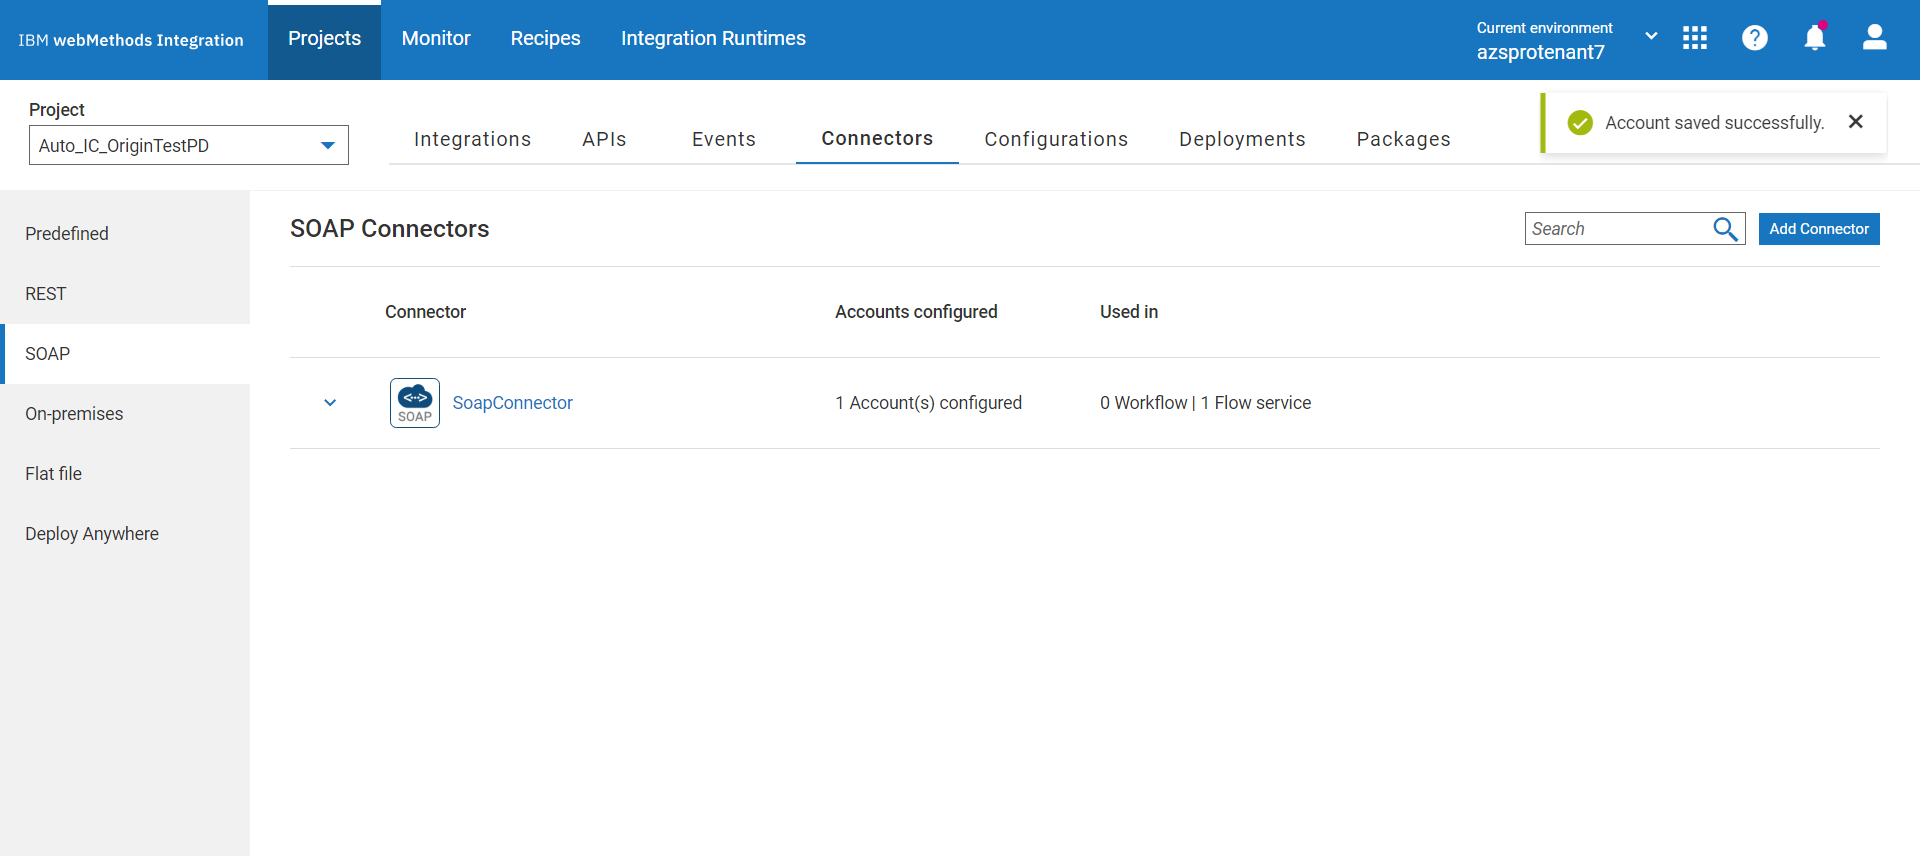 IBM webMethods Integration
Projects
Monitor
Recipes
Integration Runtimes
Current environment
azsprotenant7
Project
Auto_IC_OriginTestPD
Integrations
APIs
Events
Connectors
Configurations
Deployments
Packages
Account saved successfully.
Predefined
REST
SOAP
On-premises
Flat file
Deploy Anywhere
SOAP Connectors
Search
Add Connector
Connector
Accounts configured
Used in
SOAP
SoapConnector
1 Account(s) configured
0 Workflow | 1 Flow service